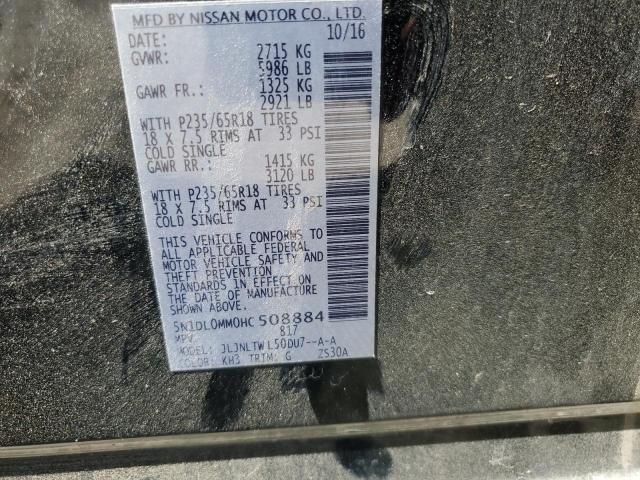 MFD BY NISSAN MOTOR CO., LTD.
DATE: 10/16
GVWR: 2715 KG
5986 LB
GAWR FR.: 1325 KG
2921 LB
WITH P235/65R18 TIRES
18 X 7.5 RIMS AT 33 PSI
COLD SINGLE
GAWR RR.: 1415 KG
3120 LB
WITH P235/65R18 TIRES
18 X 7.5 RIMS AT 33 PSI
COLD SINGLE
THIS VEHICLE CONFORMS TO
ALL APPLICABLE FEDERAL
MOTOR VEHICLE SAFETY AND
THEFT PREVENTION
STANDARDS IN EFFECT ON
THE DATE OF MANUFACTURE
SHOWN ABOVE.
5N1DL0MM0HC508884
MPV 817
JLJNLTWL50DU7--A-A
COLOR: KH3 TRIM: G ZS30A